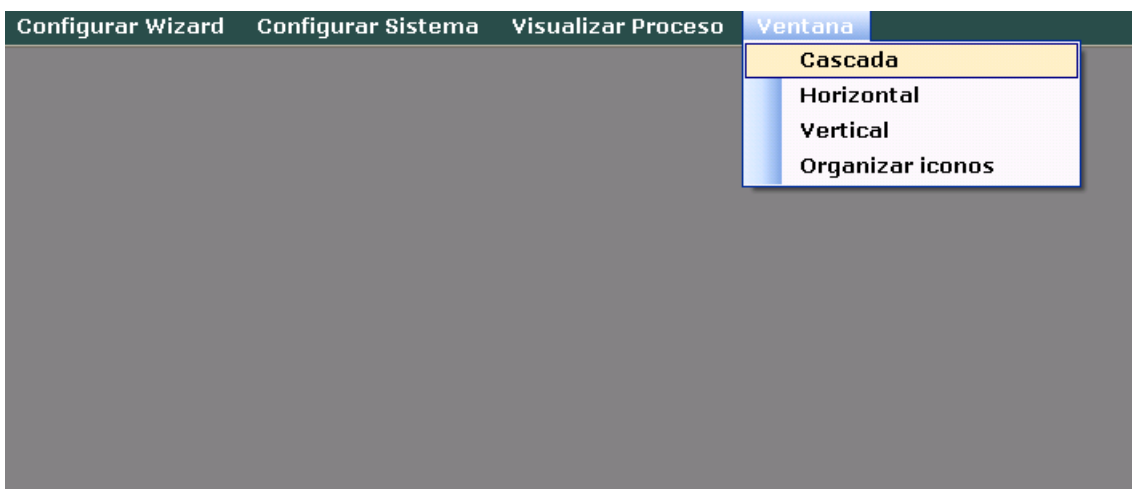 Configurar Wizard Configurar Sistema Visualizar Proceso Ventana
Cascada
Horizontal
Vertical
Organizar iconos